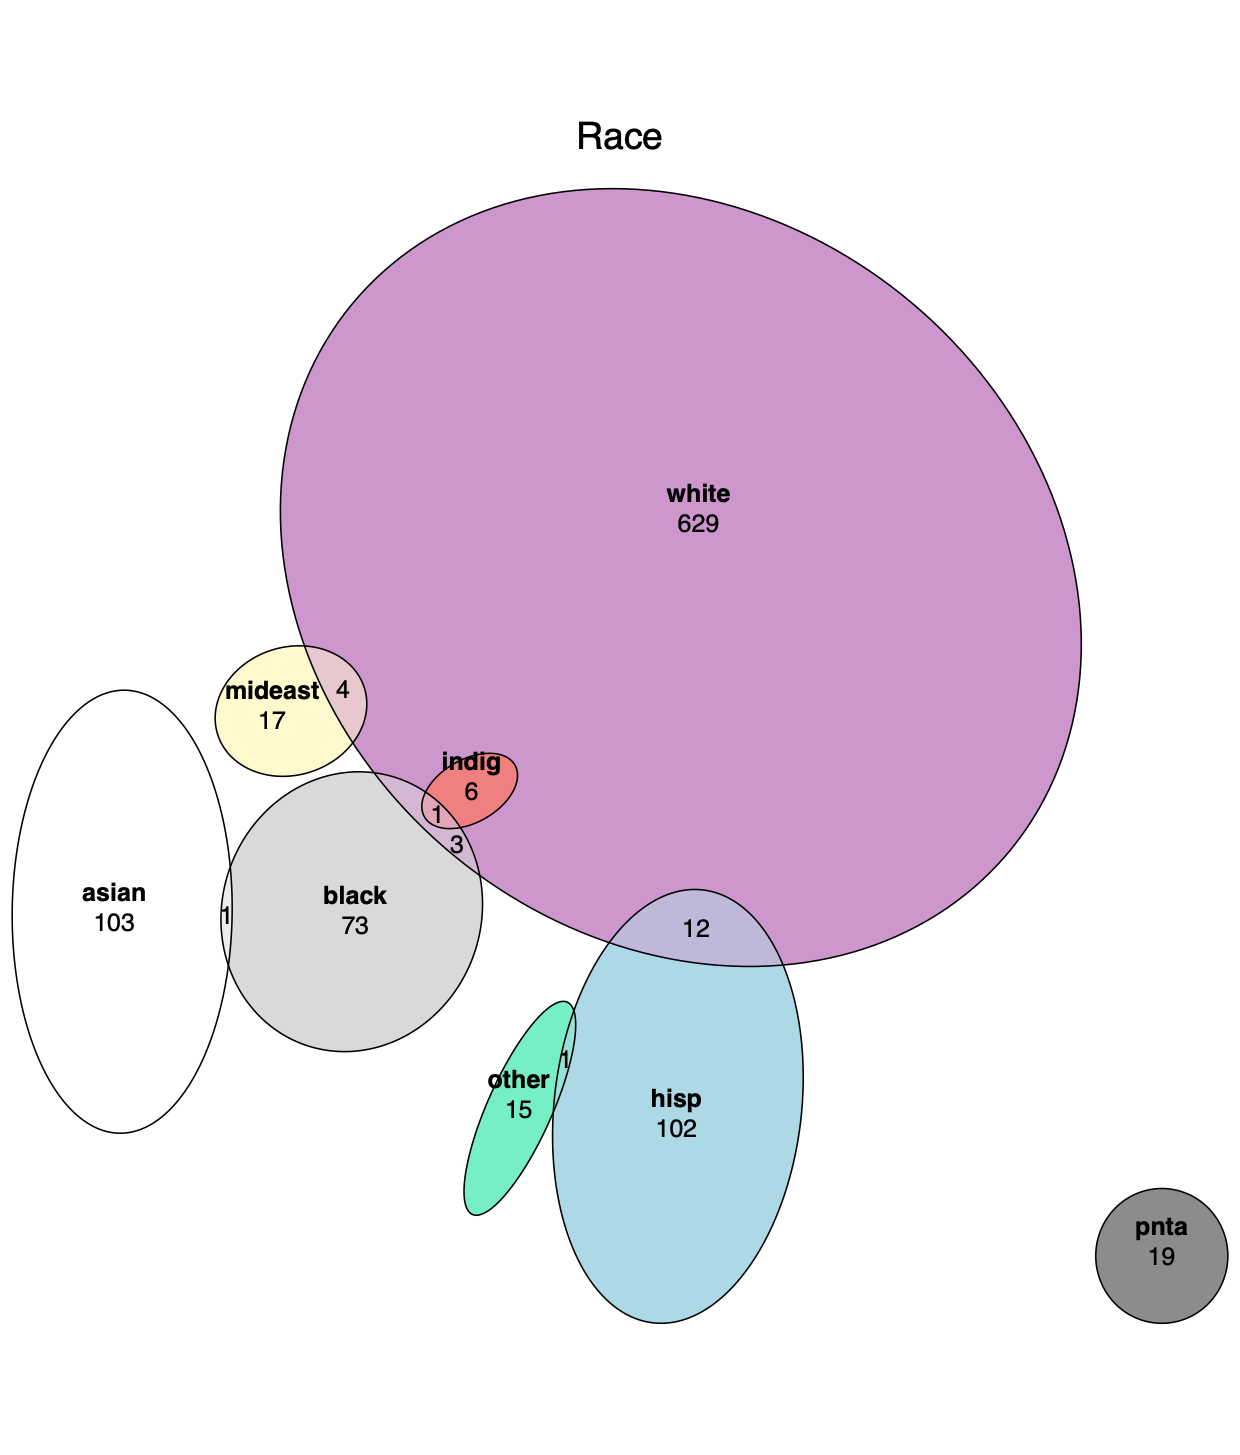 Race
white
629
mideast
17
4
indig
6
1
3
asian
103
1
black
73
12
other
15
1
hisp
102
pnta
19